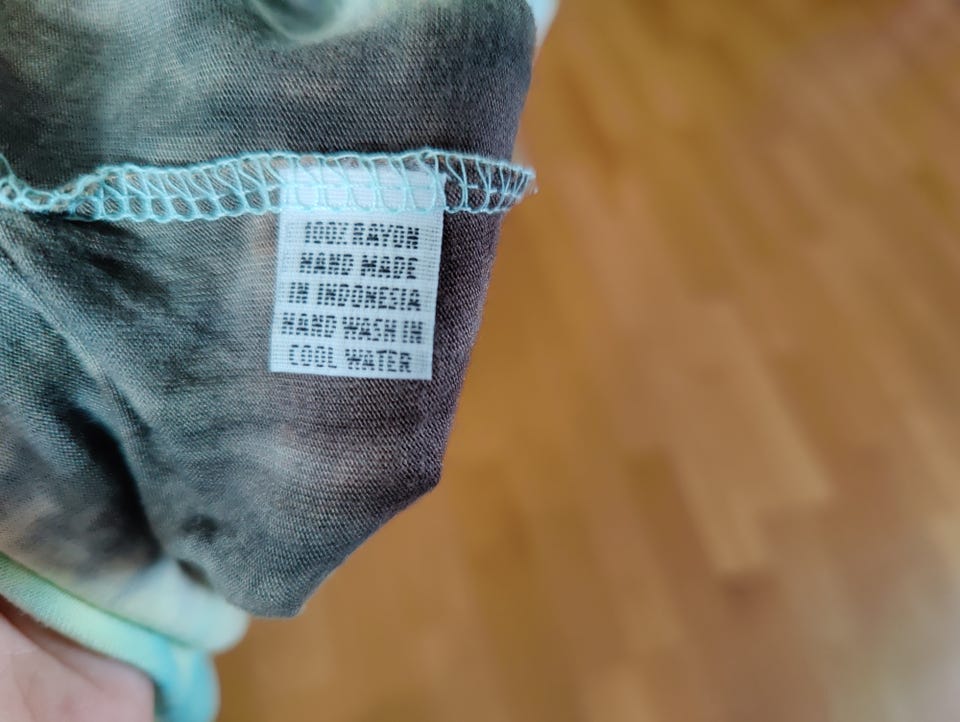 100% RAYON
HAND MADE
IN INDONESIA
HAND WASH IN
COOL WATER